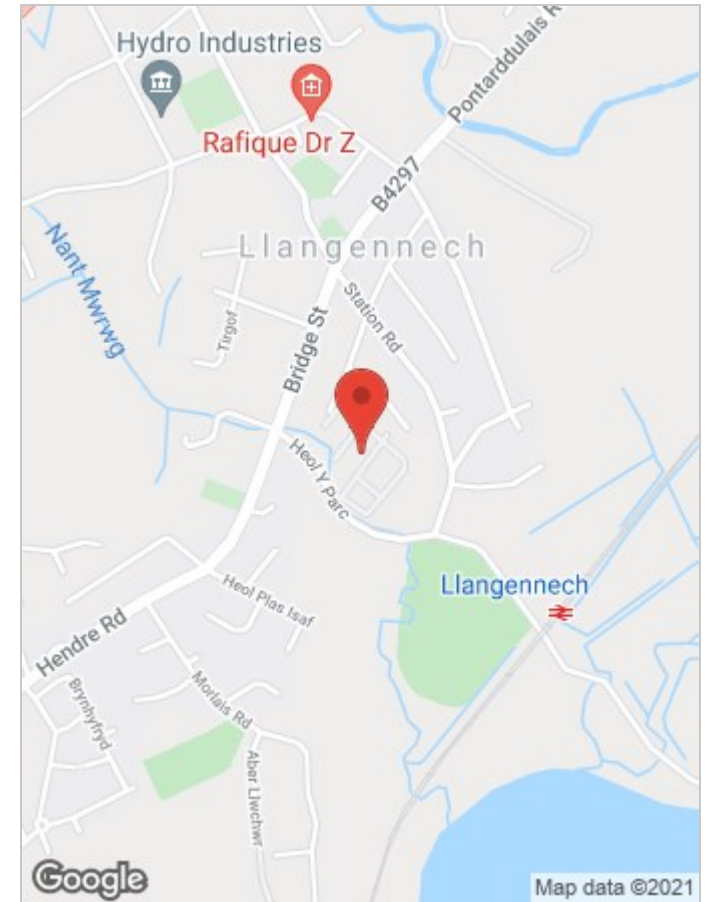 Hydro Industries
Rafique Dr Z
Pontarddulais R
B4297
Llangennech
Nant Mwrwg
Tirgof
Station Rd
Bridge St
Heol Y Parc
Llangennech
Heol Plas Isaf
Hendre Rd
Morlais Rd
Brynhyfryd
Aber Llwchwr
Google
Map data ©2021